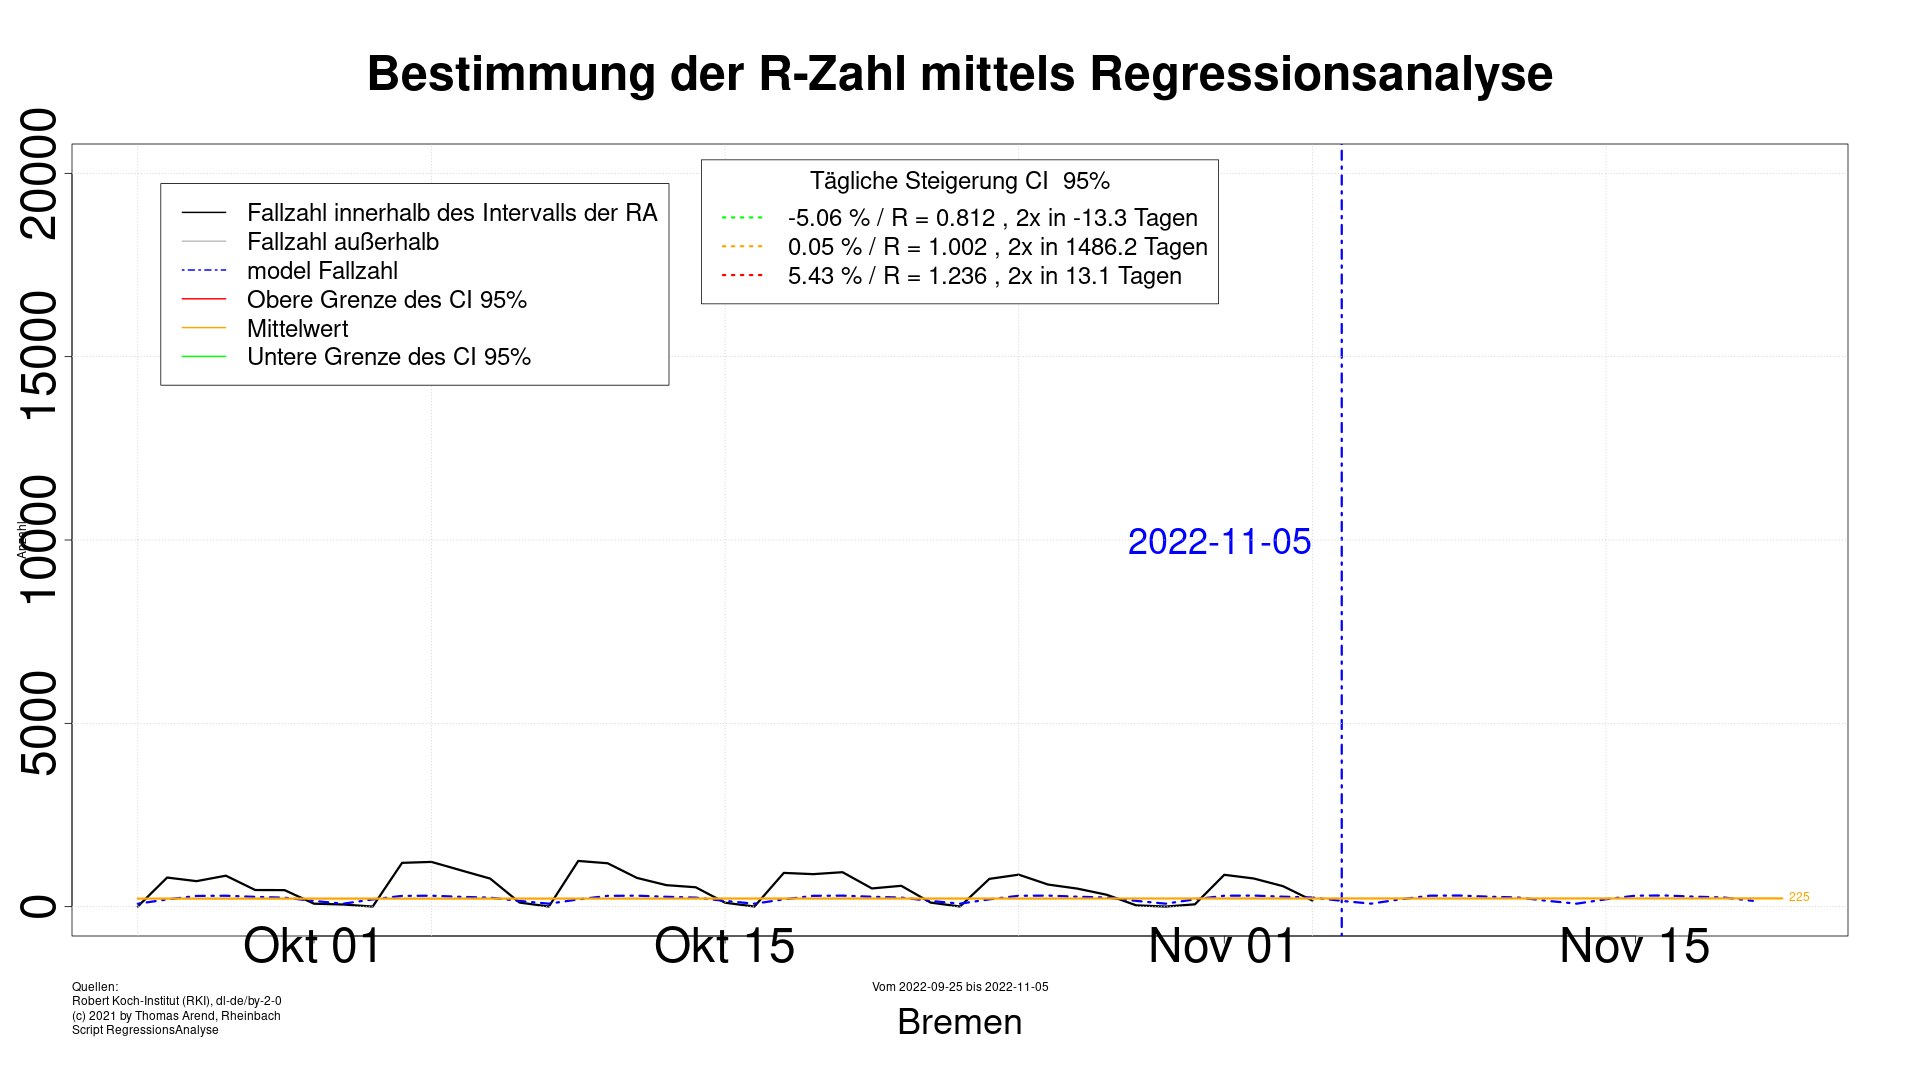 Bestimmung der R-Zahl mittels Regressionsanalyse
Anzahl
20000
15000
10000
5000
0
Fallzahl innerhalb des Intervalls der RA
Fallzahl außerhalb
model Fallzahl
Obere Grenze des CI 95%
Mittelwert
Untere Grenze des CI 95%
Tägliche Steigerung CI 95%
-5.06 % / R = 0.812 , 2x in -13.3 Tagen
0.05 % / R = 1.002 , 2x in 1486.2 Tagen
5.43 % / R = 1.236 , 2x in 13.1 Tagen
2022-11-05
225
Okt 01 Okt 15 Nov 01 Nov 15
Quellen:
Robert Koch-Institut (RKI), dl-de/by-2-0
(c) 2021 by Thomas Arend, Rheinbach
Script RegressionsAnalyse
Vom 2022-09-25 bis 2022-11-05
Bremen